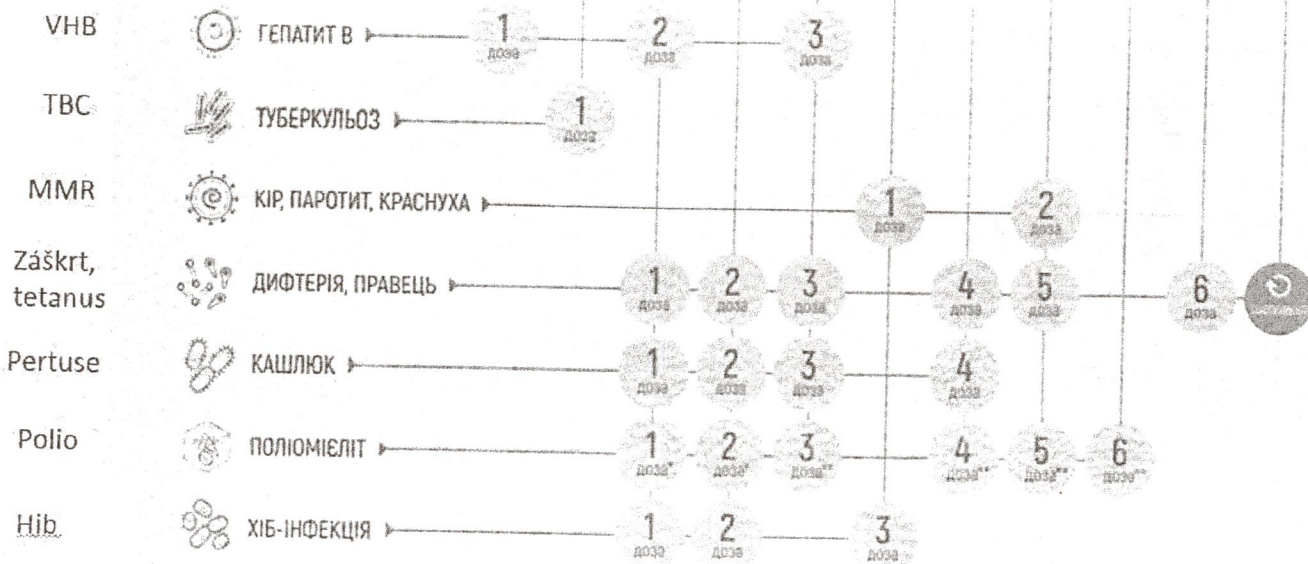 VHB ГЕПАТИТ В 1 доза 2 доза 3 доза
TBC ТУБЕРКУЛЬОЗ 1 доза
MMR КІР, ПАРОТИТ, КРАСНУХА 1 доза 2 доза
Záškrt,
tetanus ДИФТЕРІЯ, ПРАВЕЦЬ 1 доза 2 доза 3 доза 4 доза 5 доза 6 доза
Pertuse КАШЛЮК 1 доза 2 доза 3 доза 4 доза
Polio ПОЛІОМІЄЛІТ 1 доза* 2 доза* 3 доза** 4 доза** 5 доза** 6 доза**
Hib ХІБ-ІНФЕКЦІЯ 1 доза 2 доза 3 доза